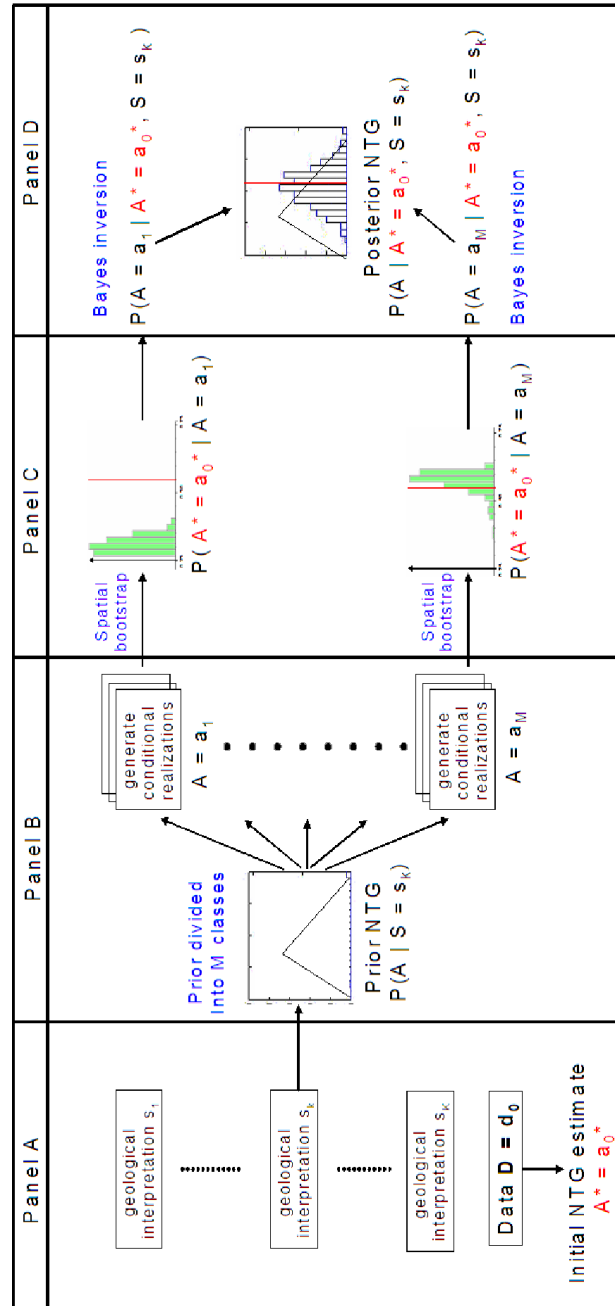 Panel A
geological
interpretation s1
geological
interpretation sk
geological
interpretation sK
Data D = d0
Initial NTG estimate
A* = a0*
Panel B
Prior divided
Into M classes
Prior NTG
P(A | S = sk)
generate
conditional
realizations
A = a1
generate
conditional
realizations
A = aM
Panel C
Spatial
bootstrap
P( A* = a0* | A = a1)
Spatial
bootstrap
P(A* = a0* | A = aM)
Panel D
Bayes inversion
P(A = a1 | A* = a0*, S = sk)
Posterior NTG
P(A | A* = a0*, S = sk)
P(A = aM | A* = a0*, S = sk)
Bayes inversion